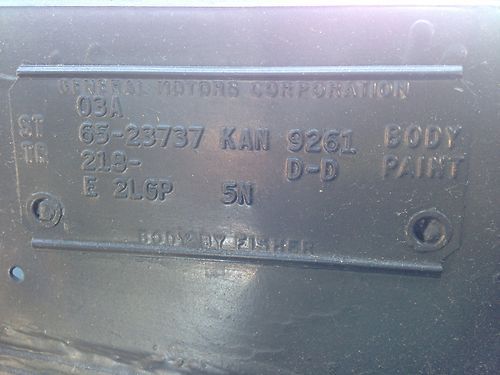 GENERAL MOTORS CORPORATION
03A
ST 65-23737 KAN 9261 BODY
TR 218- D-D PAINT
E 2LGP 5N
BODY BY FISHER